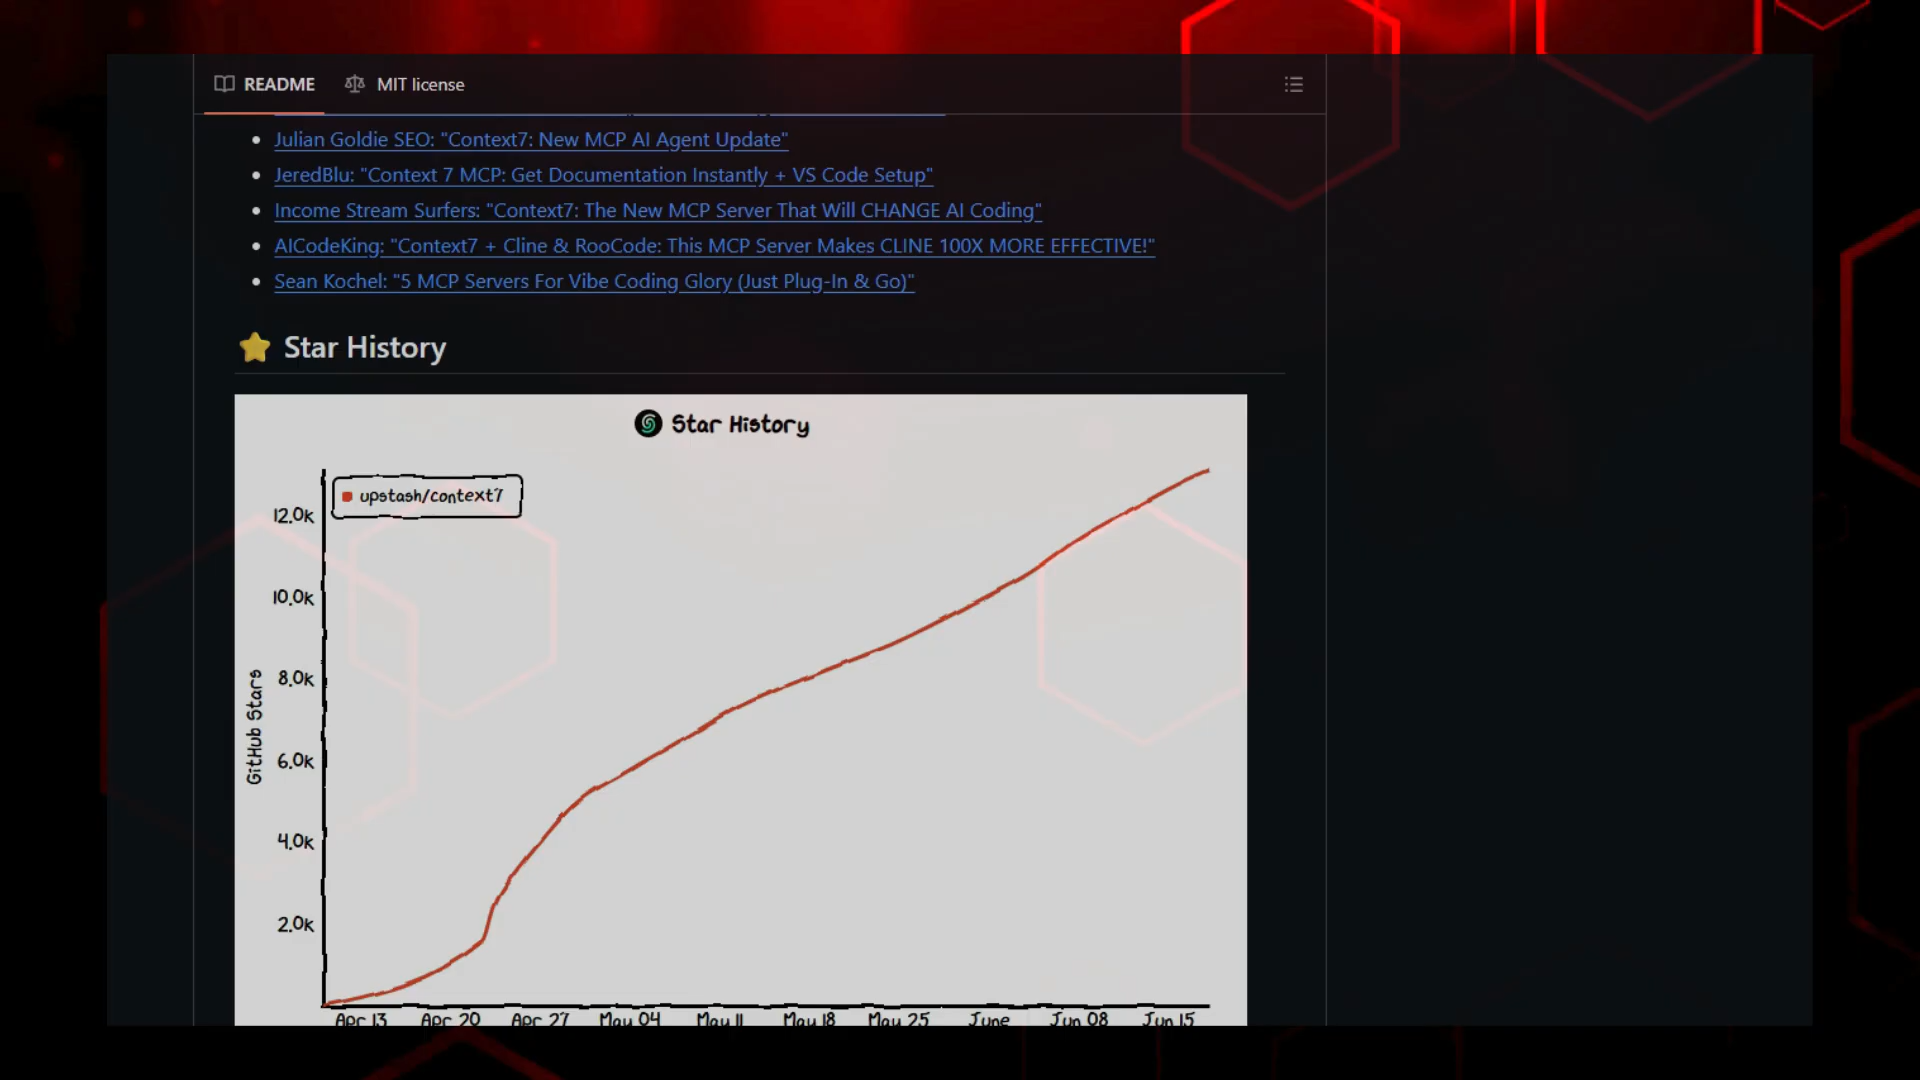 README
MIT license
Julian Goldie SEO: "Context7: New MCP AI Agent Update"
JeredBlu: "Context 7 MCP: Get Documentation Instantly + VS Code Setup"
Income Stream Surfers: "Context7: The New MCP Server That Will CHANGE AI Coding"
AICodeKing: "Context7 + Cline & RooCode: This MCP Server Makes CLINE 100X MORE EFFECTIVE!"
Sean Kochel: "5 MCP Servers For Vibe Coding Glory (Just Plug-In & Go)"
Star History
Star History
upstash/context7
12.0k
10.0k
8.0k
6.0k
4.0k
2.0k
GitHub Stars
Apr 13 Apr 20 Apr 27 May 04 May 11 May 18 May 25 June Jun 08 Jun 15